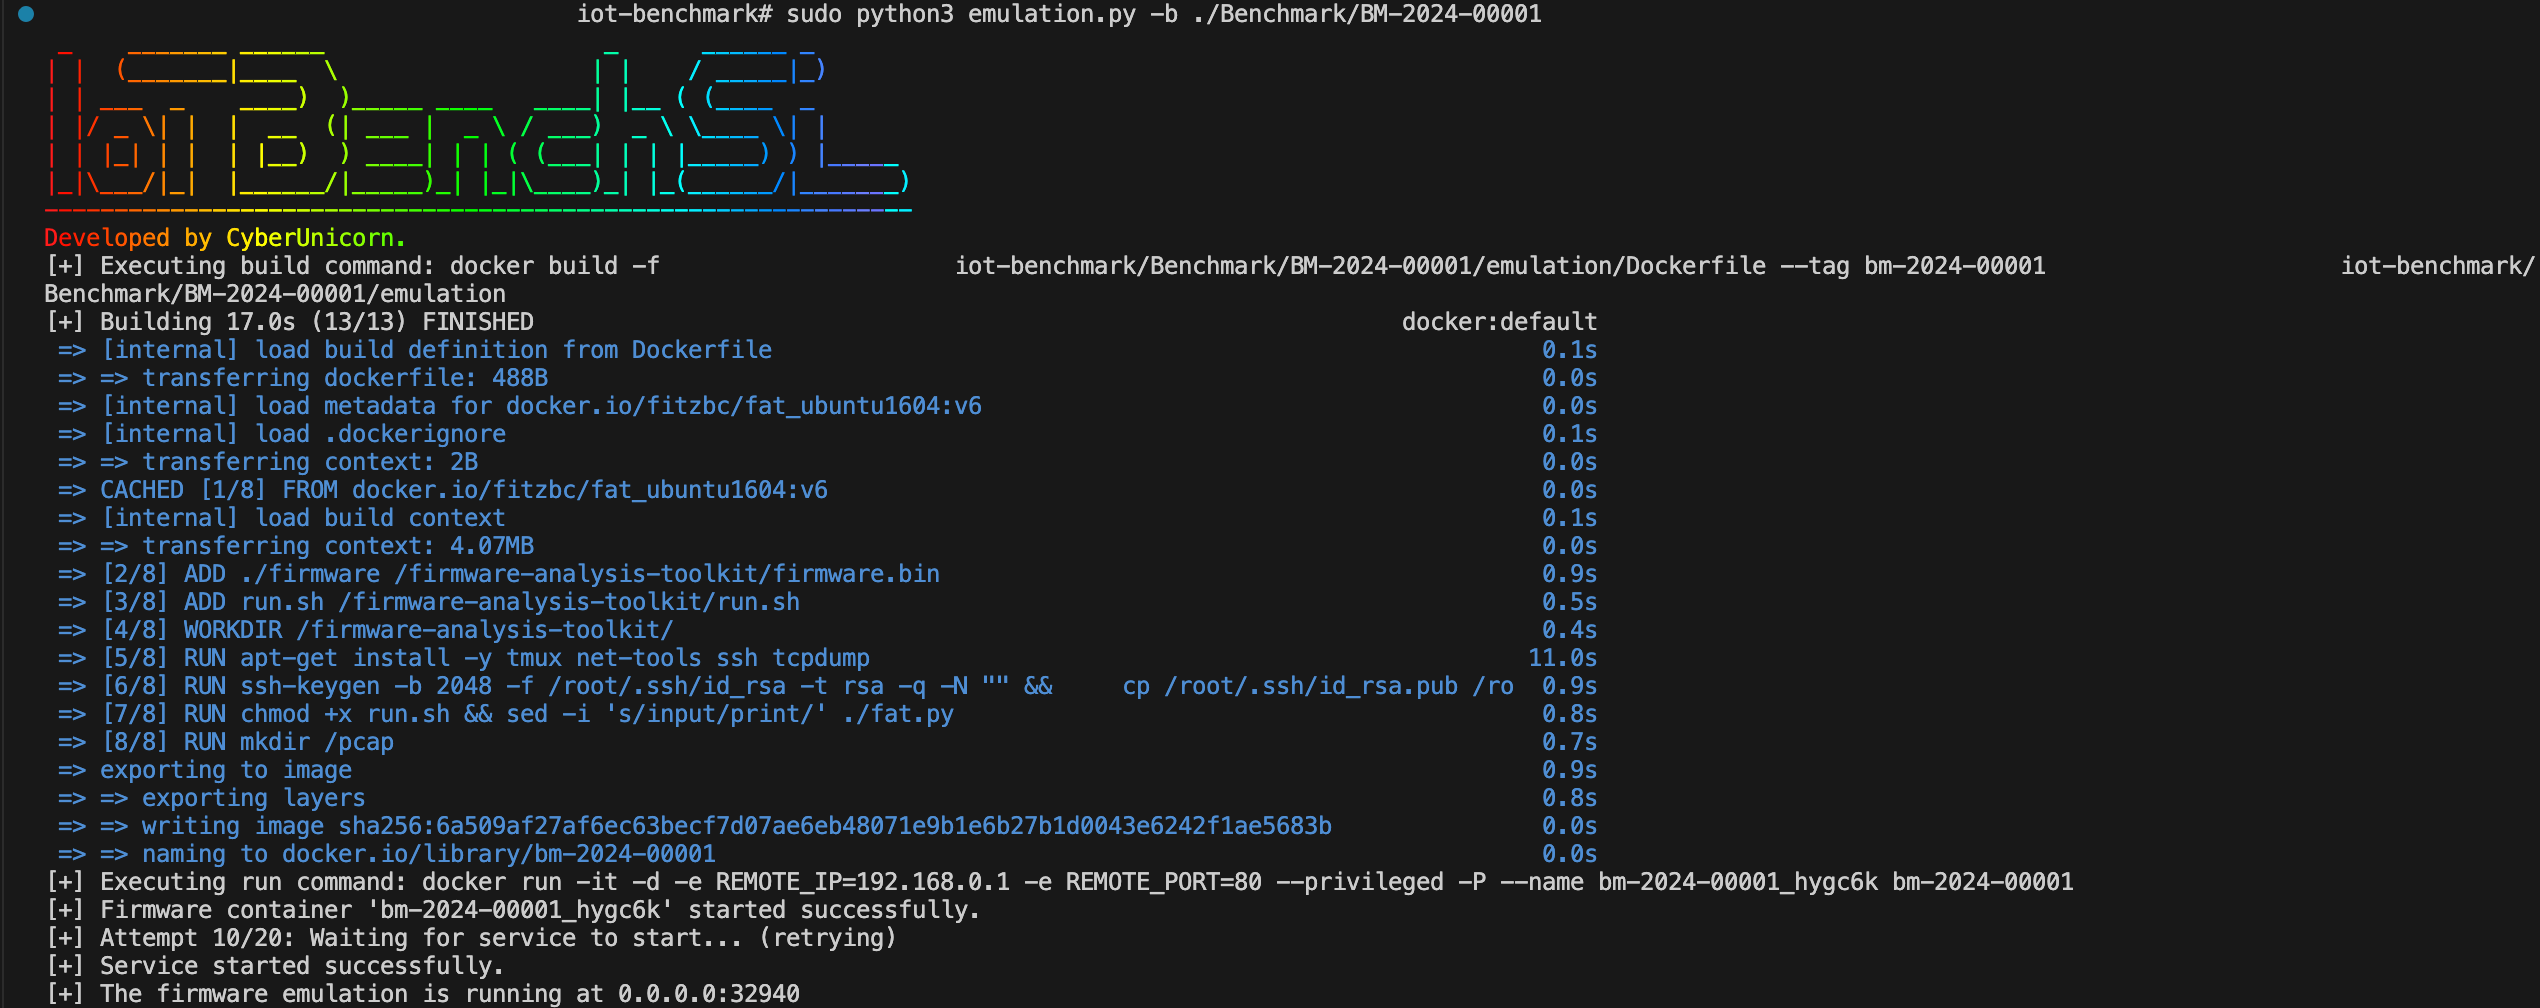 iot-benchmark# sudo python3 emulation.py -b ./Benchmark/BM-2024-00001
IoTBenchSL
Developed by CyberUnicorn.
[+] Executing build command: docker build -f iot-benchmark/Benchmark/BM-2024-00001/emulation/Dockerfile --tag bm-2024-00001 iot-benchmark/
Benchmark/BM-2024-00001/emulation
[+] Building 17.0s (13/13) FINISHED docker:default
=> [internal] load build definition from Dockerfile 0.1s
=> => transferring dockerfile: 488B 0.0s
=> [internal] load metadata for docker.io/fitzbc/fat_ubuntu1604:v6 0.0s
=> [internal] load .dockerignore 0.1s
=> => transferring context: 2B 0.0s
=> CACHED [1/8] FROM docker.io/fitzbc/fat_ubuntu1604:v6 0.0s
=> [internal] load build context 0.1s
=> => transferring context: 4.07MB 0.0s
=> [2/8] ADD ./firmware /firmware-analysis-toolkit/firmware.bin 0.9s
=> [3/8] ADD run.sh /firmware-analysis-toolkit/run.sh 0.5s
=> [4/8] WORKDIR /firmware-analysis-toolkit/ 0.4s
=> [5/8] RUN apt-get install -y tmux net-tools ssh tcpdump 11.0s
=> [6/8] RUN ssh-keygen -b 2048 -f /root/.ssh/id_rsa -t rsa -q -N "" && cp /root/.ssh/id_rsa.pub /ro 0.9s
=> [7/8] RUN chmod +x run.sh && sed -i 's/input/print/' ./fat.py 0.8s
=> [8/8] RUN mkdir /pcap 0.7s
=> exporting to image 0.9s
=> => exporting layers 0.8s
=> => writing image sha256:6a509af27af6ec63becf7d07ae6eb48071e9b1e6b27b1d0043e6242f1ae5683b 0.0s
=> => naming to docker.io/library/bm-2024-00001 0.0s
[+] Executing run command: docker run -it -d -e REMOTE_IP=192.168.0.1 -e REMOTE_PORT=80 --privileged -P --name bm-2024-00001_hygc6k bm-2024-00001
[+] Firmware container 'bm-2024-00001_hygc6k' started successfully.
[+] Attempt 10/20: Waiting for service to start... (retrying)
[+] Service started successfully.
[+] The firmware emulation is running at 0.0.0.0:32940